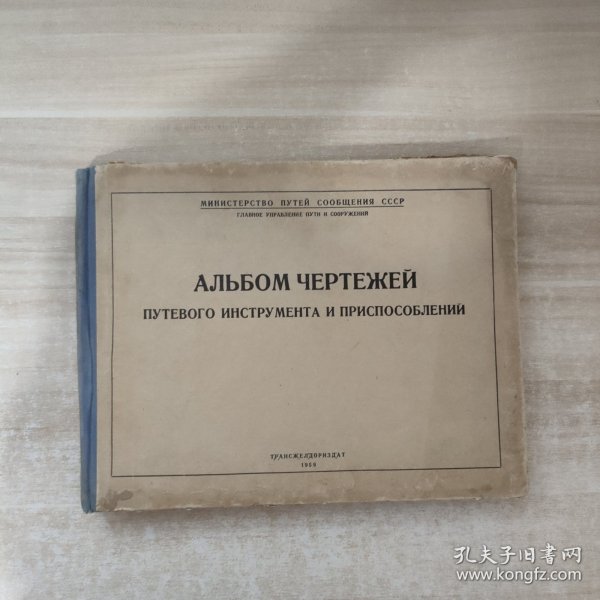 МИНИСТЕРСТВО ПУТЕЙ СООБЩЕНИЯ СССР
ГЛАВНОЕ УПРАВЛЕНИЕ ПУТИ И СООРУЖЕНИЙ
АЛЬБОМ ЧЕРТЕЖЕЙ
ПУТЕВОГО ИНСТРУМЕНТА И ПРИСПОСОБЛЕНИЙ
ТРАНСЖЕЛДОРИЗДАТ
1959
孔夫子旧书网
www.kongfz.com